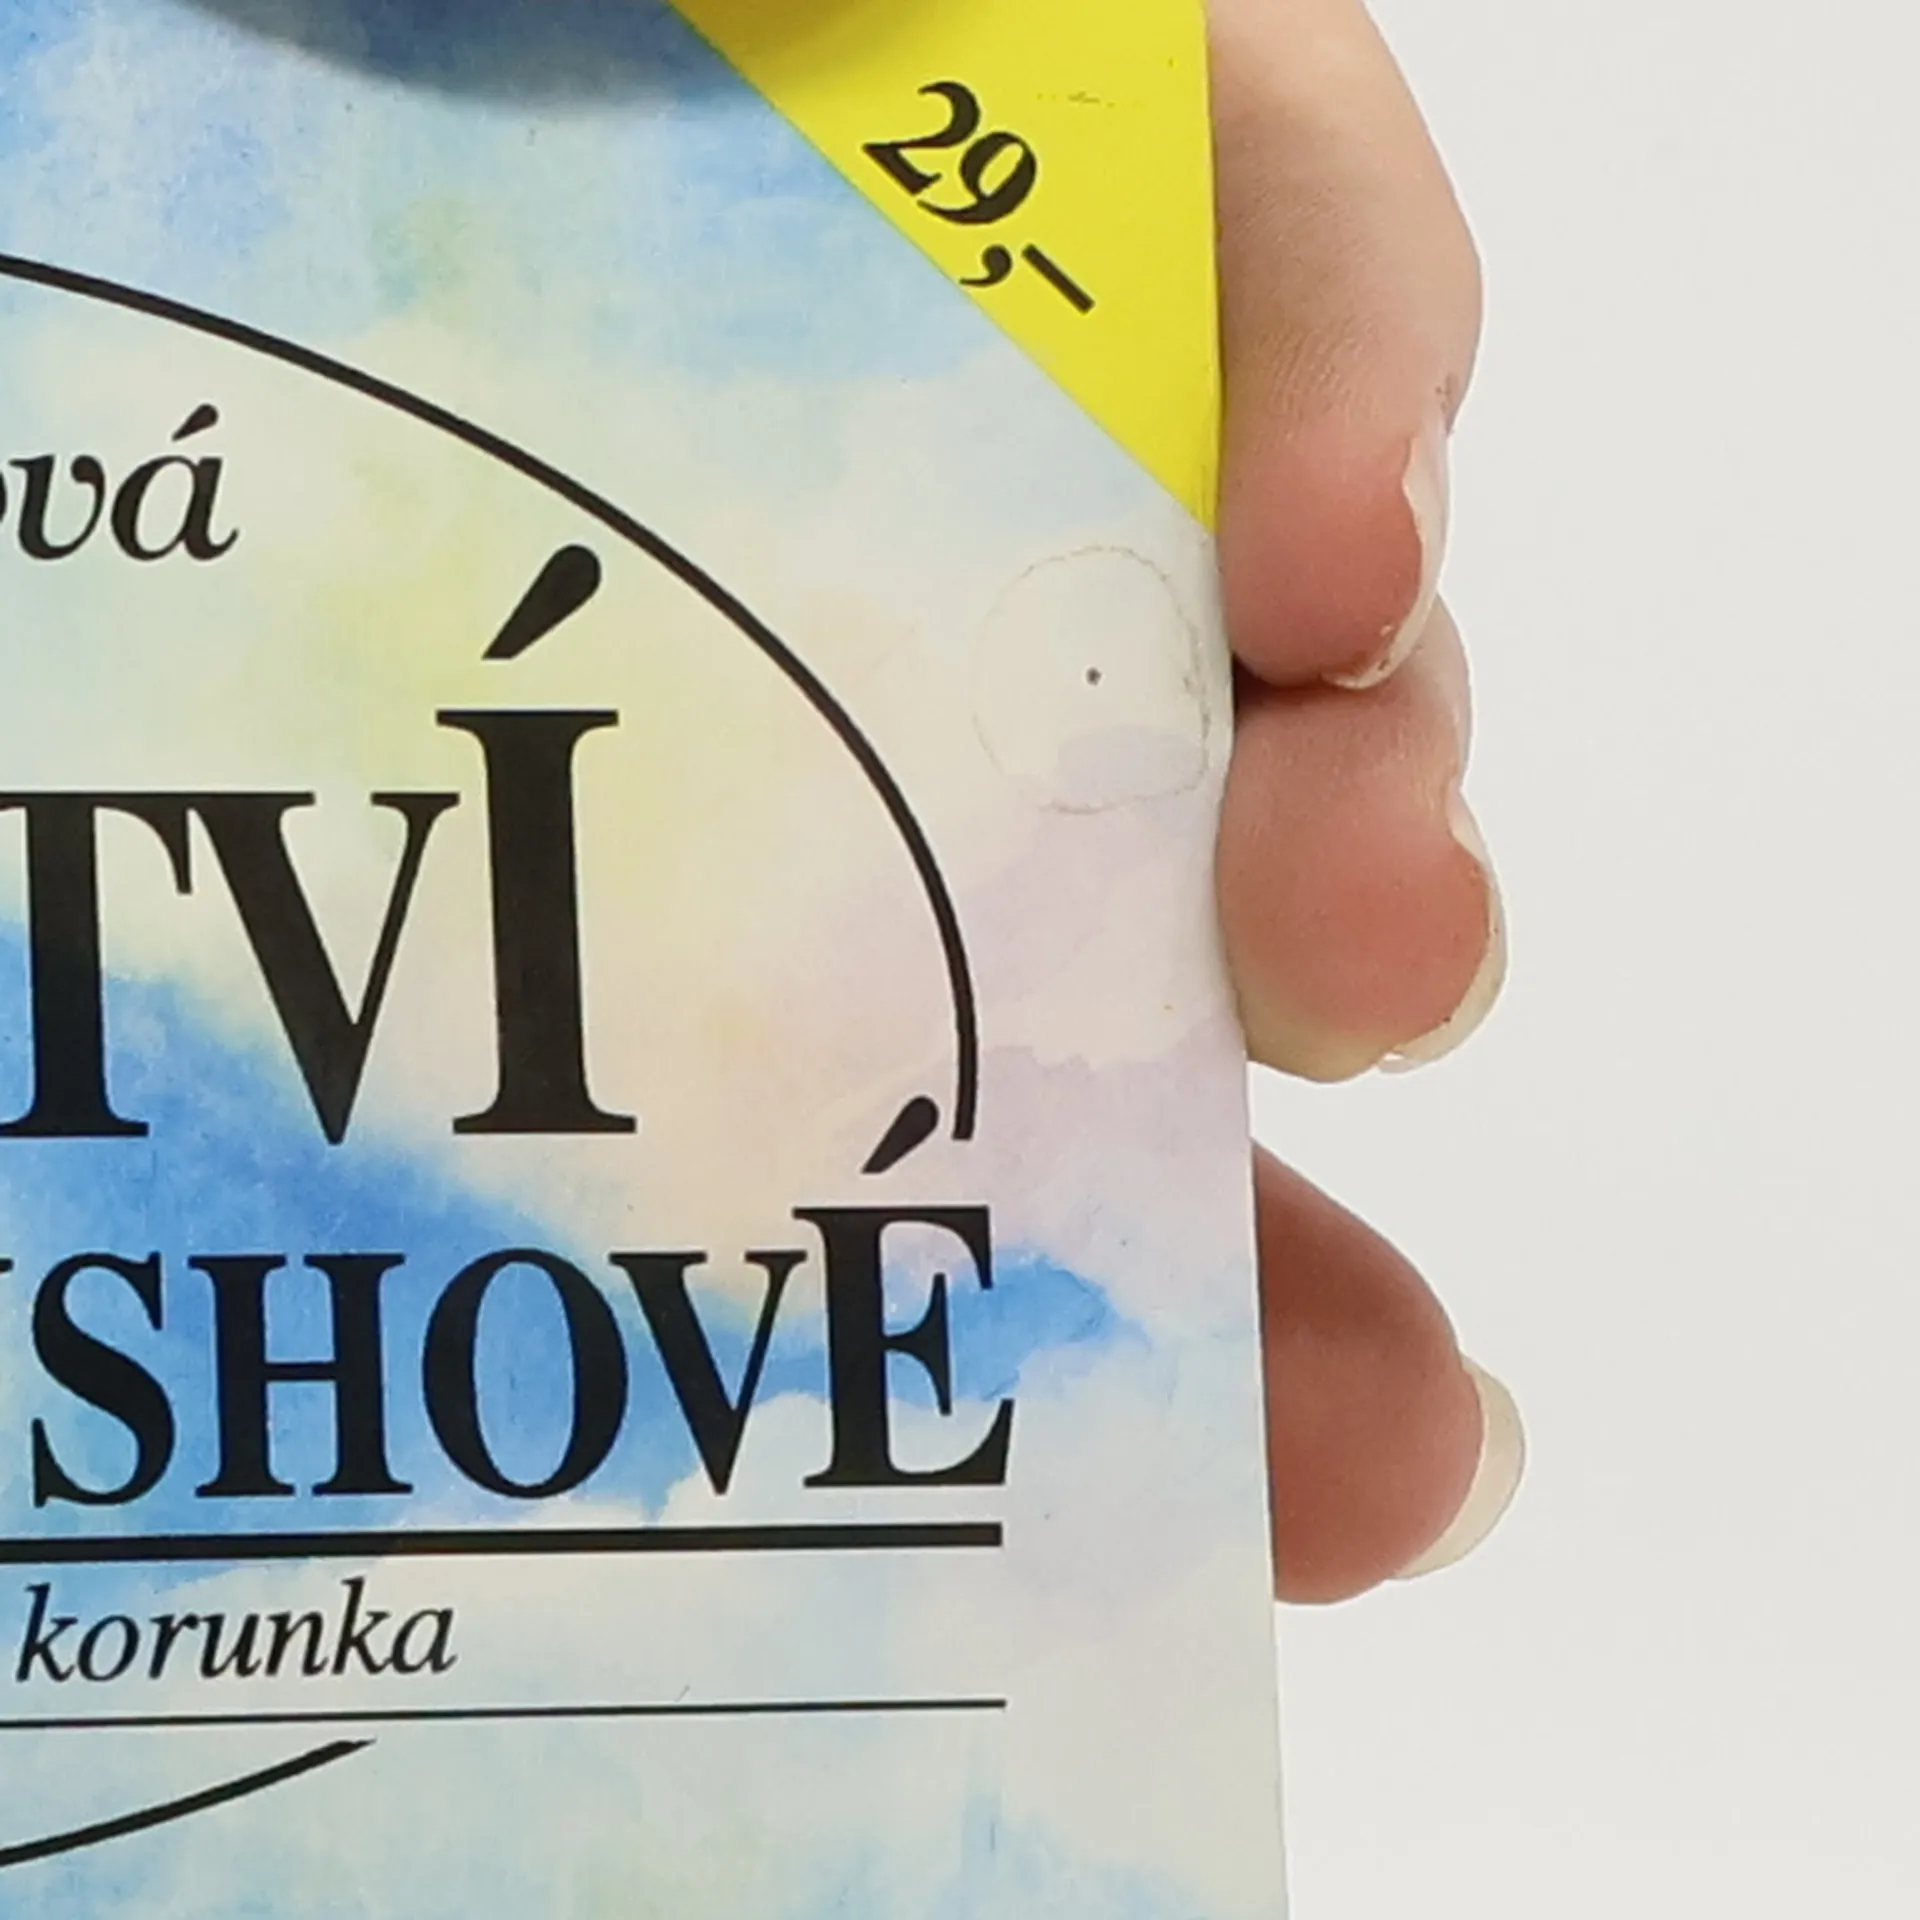 29,-
ová
TVÍ
SHOVÉ
korunka